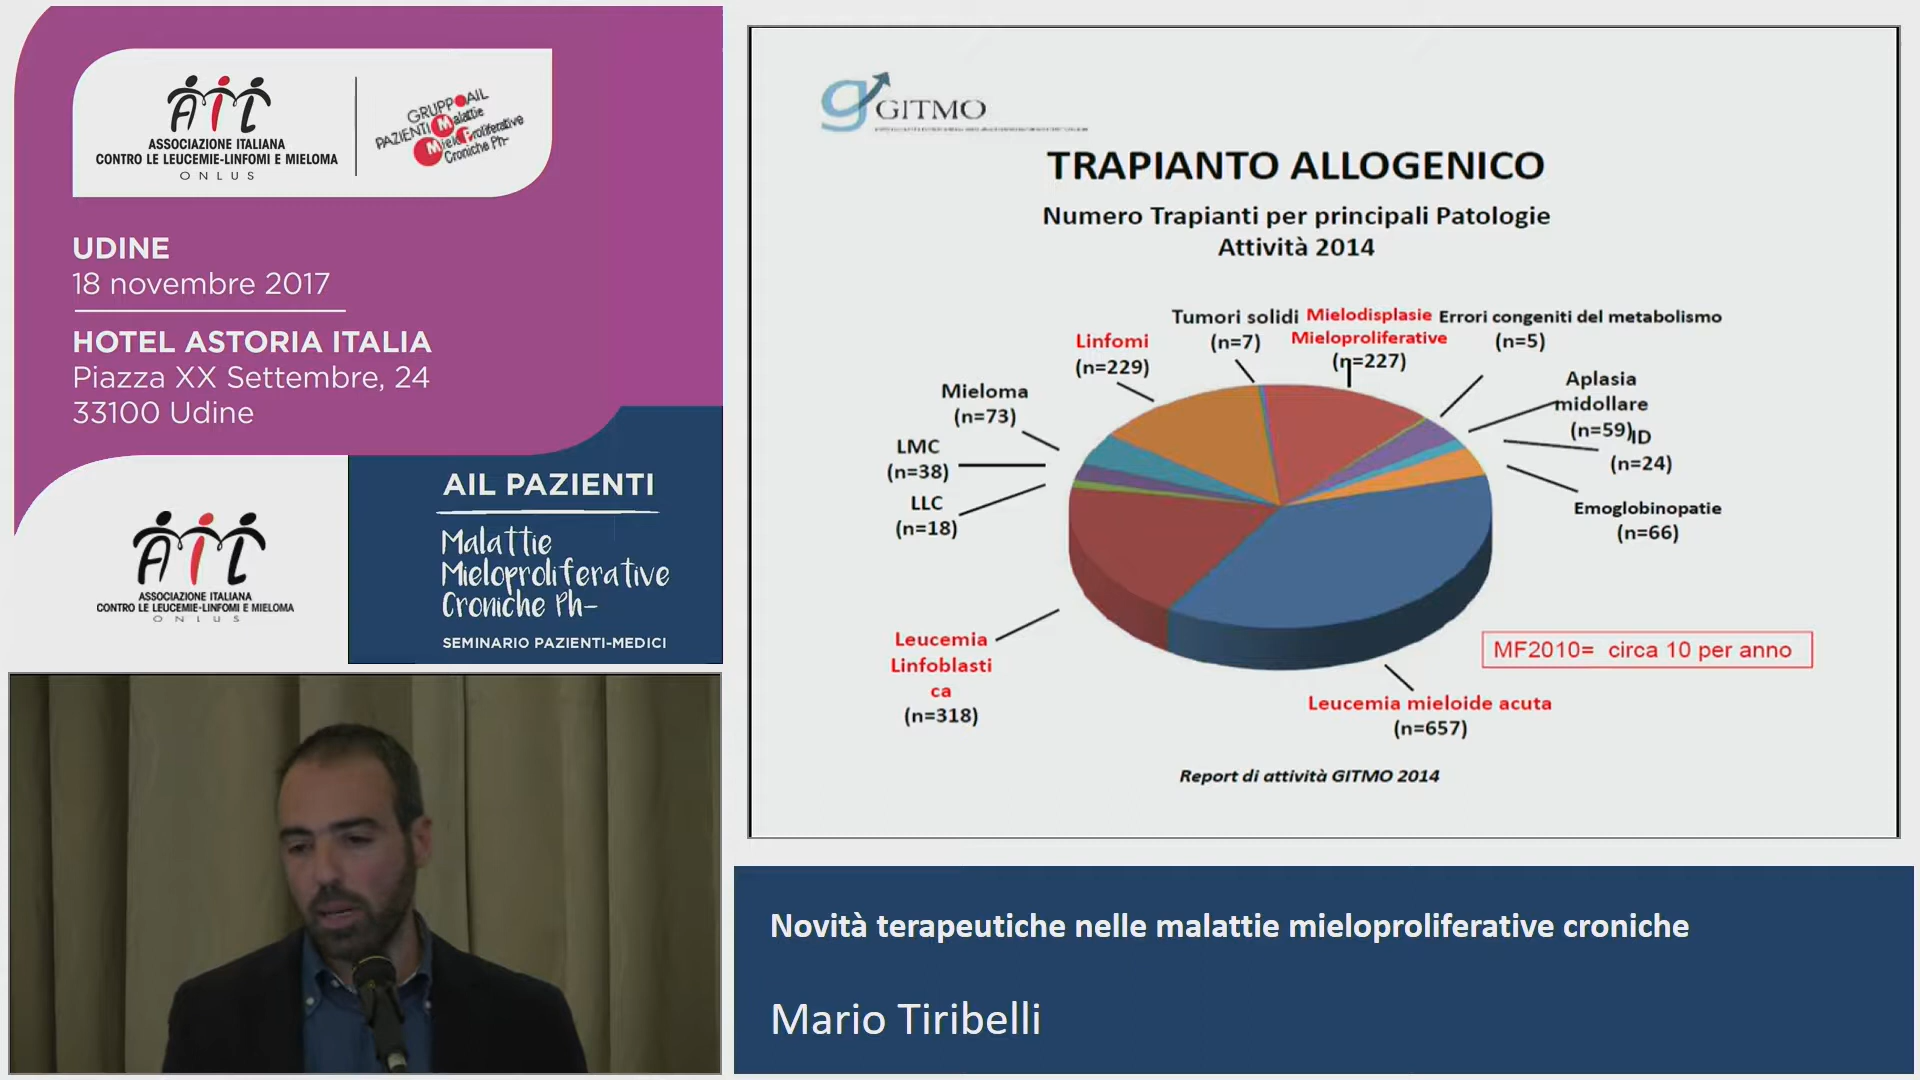 AIL
ASSOCIAZIONE ITALIANA
CONTRO LE LEUCEMIE-LINFOMI E MIELOMA
ONLUS
GRUPPO AIL
PAZIENTI Malattie
MieloProliferative
Croniche Ph-
UDINE
18 novembre 2017
HOTEL ASTORIA ITALIA
Piazza XX Settembre, 24
33100 Udine
AIL
ASSOCIAZIONE ITALIANA
CONTRO LE LEUCEMIE-LINFOMI E MIELOMA
ONLUS
AIL PAZIENTI
Malattie
Mieloproliferative
Croniche Ph-
SEMINARIO PAZIENTI-MEDICI
GITMO
TRAPIANTO ALLOGENICO
Numero Trapianti per principali Patologie
Attività 2014
Tumori solidi
(n=7)
Mielodisplasie
Mieloproliferative
(n=227)
Errori congeniti del metabolismo
(n=5)
Linfomi
(n=229)
Aplasia
midollare
(n=59)
Mieloma
(n=73)
ID
(n=24)
LMC
(n=38)
LLC
(n=18)
Emoglobinopatie
(n=66)
Leucemia
Linfoblasti
ca
(n=318)
MF2010= circa 10 per anno
Leucemia mieloide acuta
(n=657)
Report di attività GITMO 2014
Novità terapeutiche nelle malattie mieloproliferative croniche
Mario Tiribelli